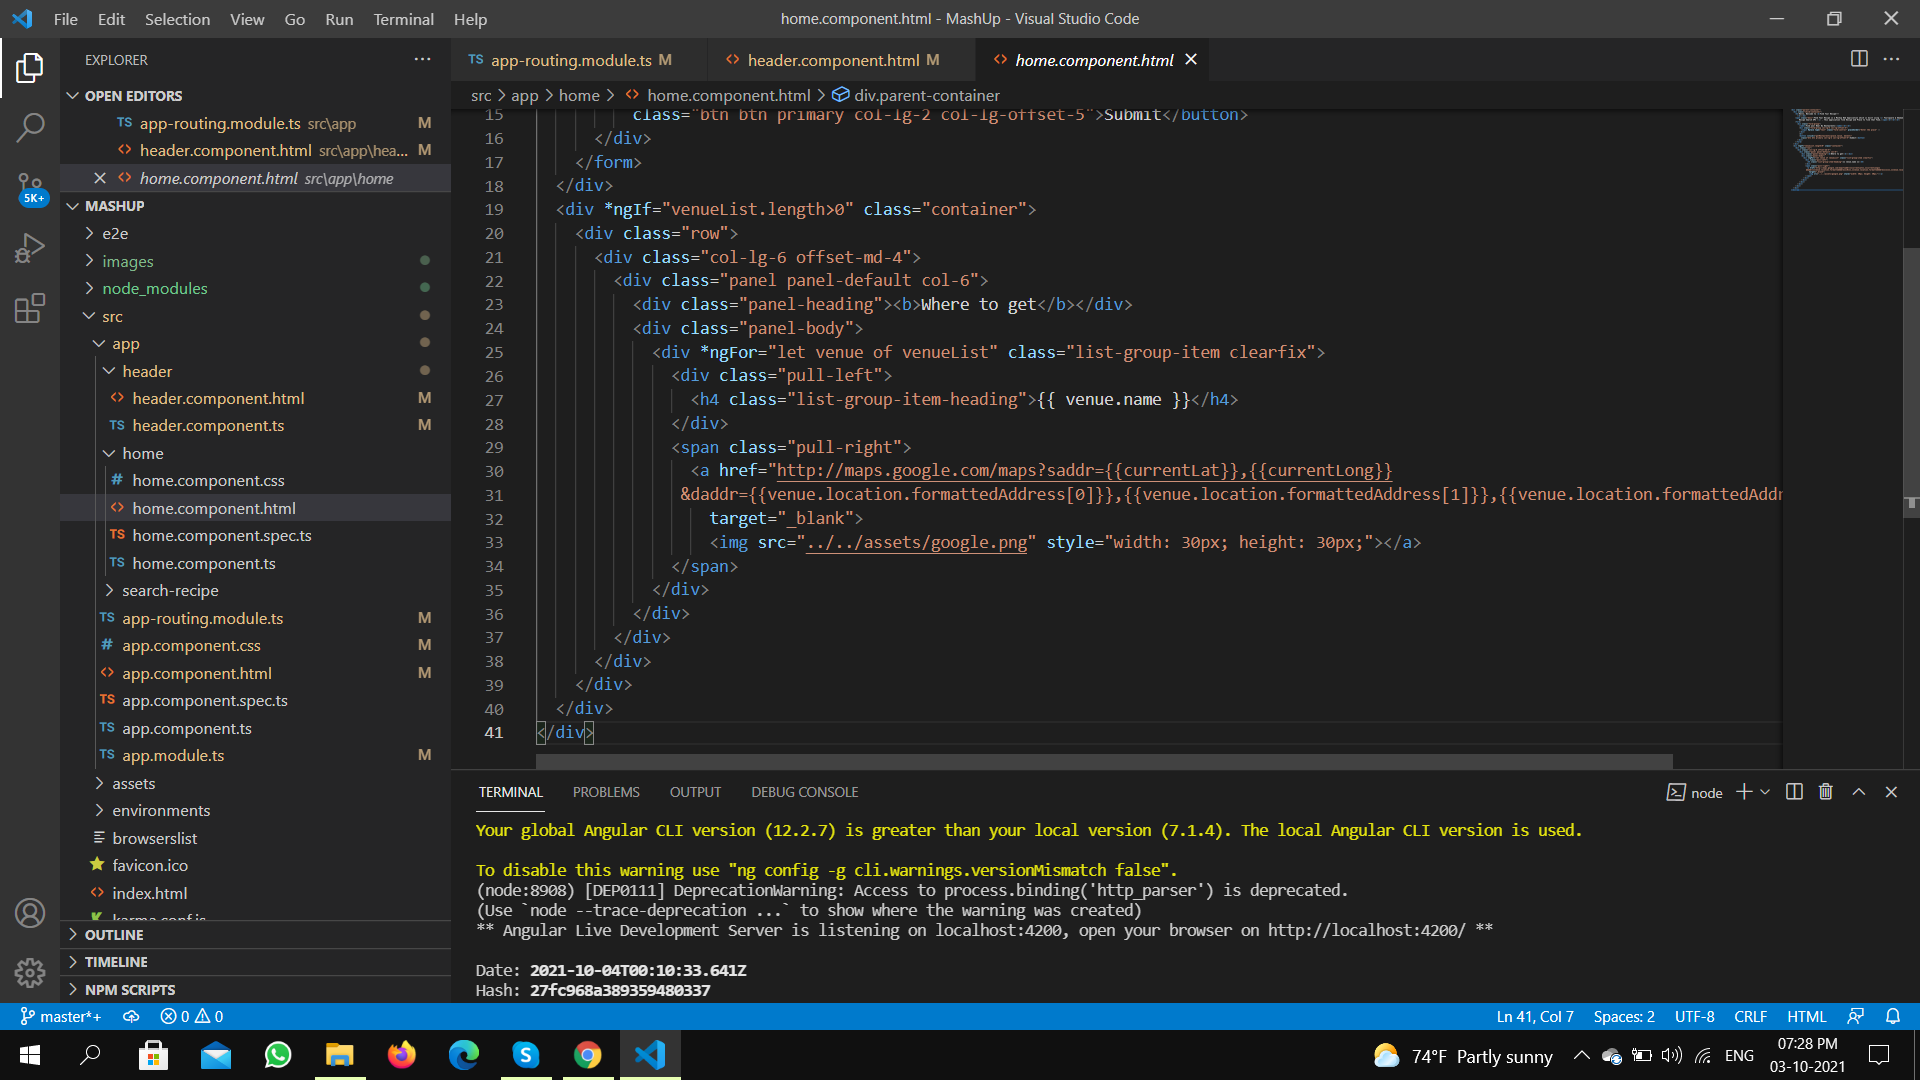 File Edit Selection View Go Run Terminal Help
home.component.html - MashUp - Visual Studio Code
EXPLORER
OPEN EDITORS
TS app-routing.module.ts src\app M
<> header.component.html src\app\hea... M
<> home.component.html src\app\home
5K+
MASHUP
e2e
images
node_modules
src
app
header
<> header.component.html M
TS header.component.ts M
home
# home.component.css
<> home.component.html
TS home.component.spec.ts
TS home.component.ts
search-recipe
TS app-routing.module.ts M
# app.component.css M
<> app.component.html M
TS app.component.spec.ts
TS app.component.ts
TS app.module.ts M
assets
environments
browserslist
favicon.ico
<> index.html
karma.conf.js
OUTLINE
TIMELINE
NPM SCRIPTS
TS app-routing.module.ts M
<> header.component.html M
<> home.component.html
src > app > home > <> home.component.html > div.parent-container
15 class="btn btn primary col-lg-2 col-lg-offset-5">Submit</button>
16 </div>
17 </form>
18 </div>
19 <div *ngIf="venueList.length>0" class="container">
20 <div class="row">
21 <div class="col-lg-6 offset-md-4">
22 <div class="panel panel-default col-6">
23 <div class="panel-heading"><b>Where to get</b></div>
24 <div class="panel-body">
25 <div *ngFor="let venue of venueList" class="list-group-item clearfix">
26 <div class="pull-left">
27 <h4 class="list-group-item-heading">{{ venue.name }}</h4>
28 </div>
29 <span class="pull-right">
30 <a href="http://maps.google.com/maps?saddr={{currentLat}},{{currentLong}}
31 &daddr={{venue.location.formattedAddress[0]}},{{venue.location.formattedAddress[1]}},{{venue.location.formattedAddr
32 target="_blank">
33 <img src="../../assets/google.png" style="width: 30px; height: 30px;"></a>
34 </span>
35 </div>
36 </div>
37 </div>
38 </div>
39 </div>
40 </div>
41 </div>
TERMINAL PROBLEMS OUTPUT DEBUG CONSOLE
node
Your global Angular CLI version (12.2.7) is greater than your local version (7.1.4). The local Angular CLI version is used.
To disable this warning use "ng config -g cli.warnings.versionMismatch false".
(node:8908) [DEP0111] DeprecationWarning: Access to process.binding('http_parser') is deprecated.
(Use `node --trace-deprecation ...` to show where the warning was created)
** Angular Live Development Server is listening on localhost:4200, open your browser on http://localhost:4200/ **
Date: 2021-10-04T00:10:33.641Z
Hash: 27fc968a389359480337
master*+ 0 0
Ln 41, Col 7 Spaces: 2 UTF-8 CRLF HTML
74°F Partly sunny
ENG
07:28 PM
03-10-2021